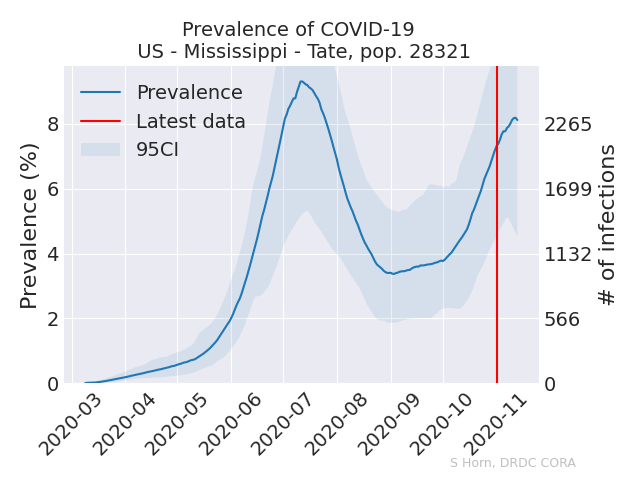 Prevalence of COVID-19
US - Mississippi - Tate, pop. 28321
Prevalence
Latest data
95CI
Prevalence (%)
8
6
4
2
0
2265
1699
1132
566
0
# of infections
2020-03
2020-04
2020-05
2020-06
2020-07
2020-08
2020-09
2020-10
2020-11
S Horn, DRDC CORA